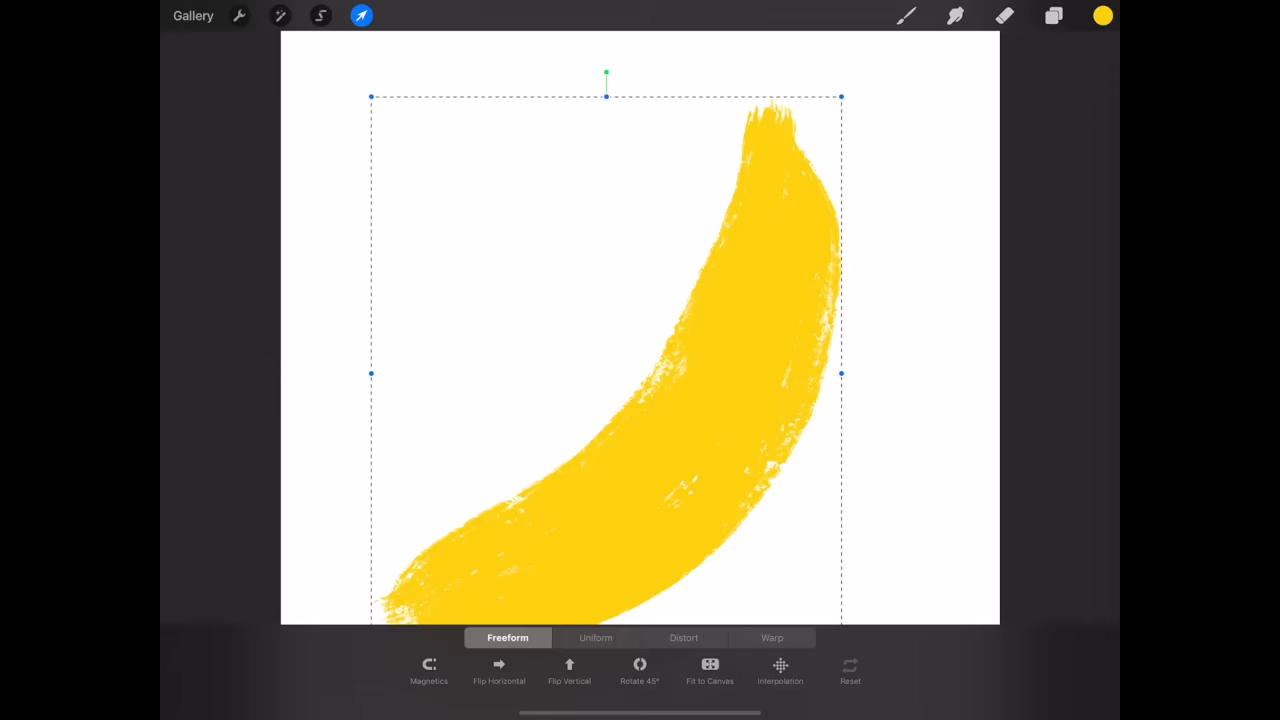 Gallery
Freeform Uniform Distort Warp
Magnetics Flip Horizontal Flip Vertical Rotate 45° Fit to Canvas Interpolation Reset